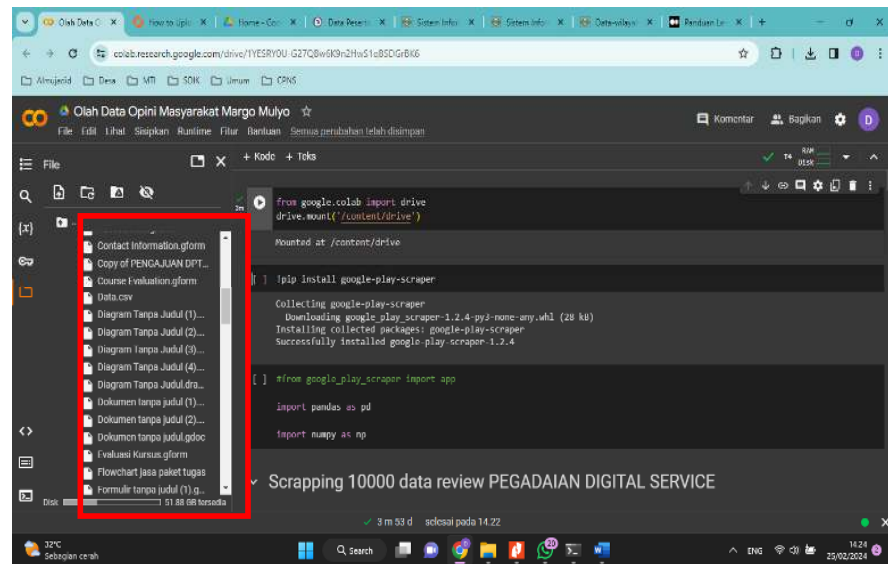 Olah Data O
How to Uplo
Home - Goo
Data Pesert
Sistem Info
Sistem Info
Data-wilaya
Panduan Le
colab.research.google.com/drive/
Almujerid Desa MTI SDIK Umum CPNS
Olah Data Opini Masyarakat Margo Mulyo
File Edit Lihat Sisipkan Runtime Fitur Bantuan Semua perubahan telah disimpan
Komentar Bagikan D
File
+ Kode + Teks
T4 RAM
DISK
..
Contact Information.gform
Copy of PENGAJUAN DPT...
Course Evaluation.gform
Data.csv
Diagram Tanpa Judul (1)....
Diagram Tanpa Judul (2)....
Diagram Tanpa Judul (3)....
Diagram Tanpa Judul (4)....
Diagram Tanpa Judul.dra...
Dokumen tanpa judul (1)....
Dokumen tanpa judul (2)....
Dokumen tanpa judul.gdoc
Evaluasi Kursus.gform
Flowchart jasa paket tugas
Formulir tanpa judul (1).g...
Disk 51.88 GB tersedia
2m
from google.colab import drive
drive.mount('/content/drive')
Mounted at /content/drive
[ ] !pip install google-play-scraper
Collecting google-play-scraper
Downloading google_play_scraper-1.2.4-py3-none-any.whl (28 kB)
Installing collected packages: google-play-scraper
Successfully installed google-play-scraper-1.2.4
[ ] #from google_play_scraper import app
import pandas as pd
import numpy as np
Scrapping 10000 data review PEGADAIAN DIGITAL SERVICE
3 m 53 d selesai pada 14.22
32°C
Sebagian cerah
Search
ENG
14.24
25/02/2024